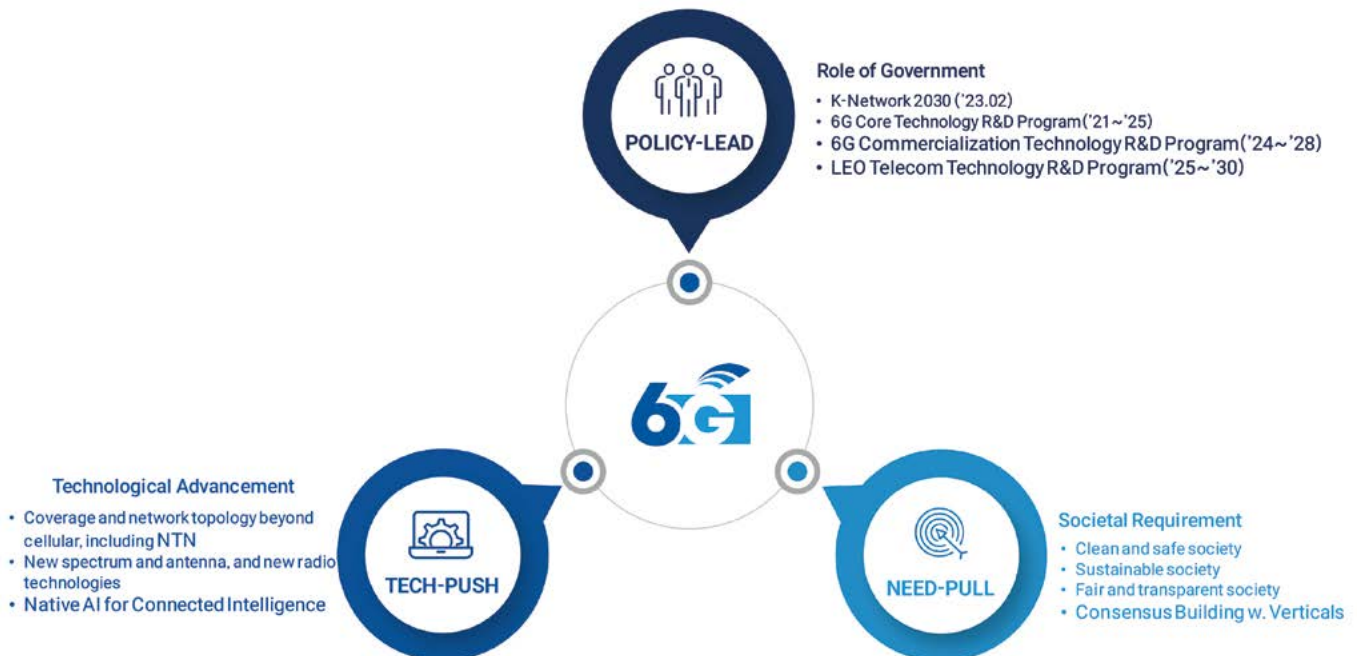 Role of Government
• K-Network 2030 ('23.02)
• 6G Core Technology R&D Program('21~'25)
• 6G Commercialization Technology R&D Program('24~'28)
• LEO Telecom Technology R&D Program('25~'30)
POLICY-LEAD
6G
Technological Advancement
• Coverage and network topology beyond
cellular, including NTN
• New spectrum and antenna, and new radio
technologies
• Native AI for Connected Intelligence
TECH-PUSH
NEED-PULL
Societal Requirement
• Clean and safe society
• Sustainable society
• Fair and transparent society
• Consensus Building w. Verticals